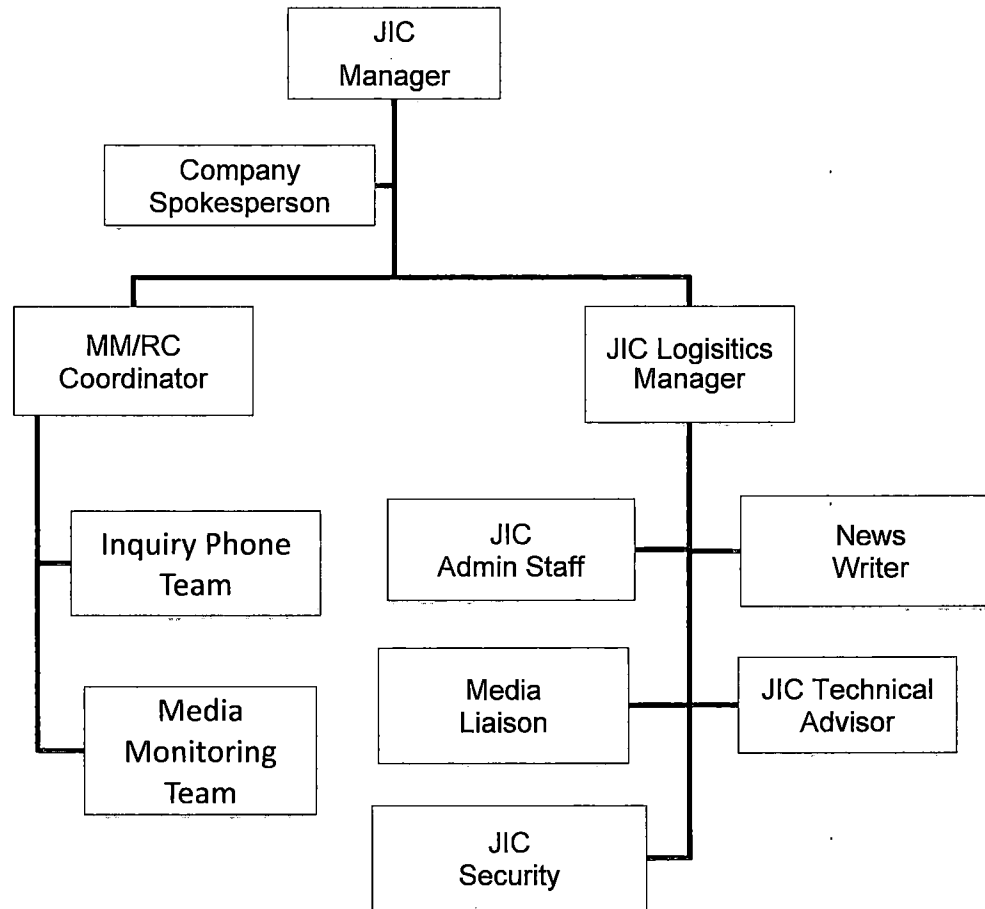 JIC
Manager
Company
Spokesperson
MM/RC
Coordinator
JIC Logisitics
Manager
Inquiry Phone
Team
JIC
Admin Staff
News
Writer
Media
Monitoring
Team
Media
Liaison
JIC Technical
Advisor
JIC
Security